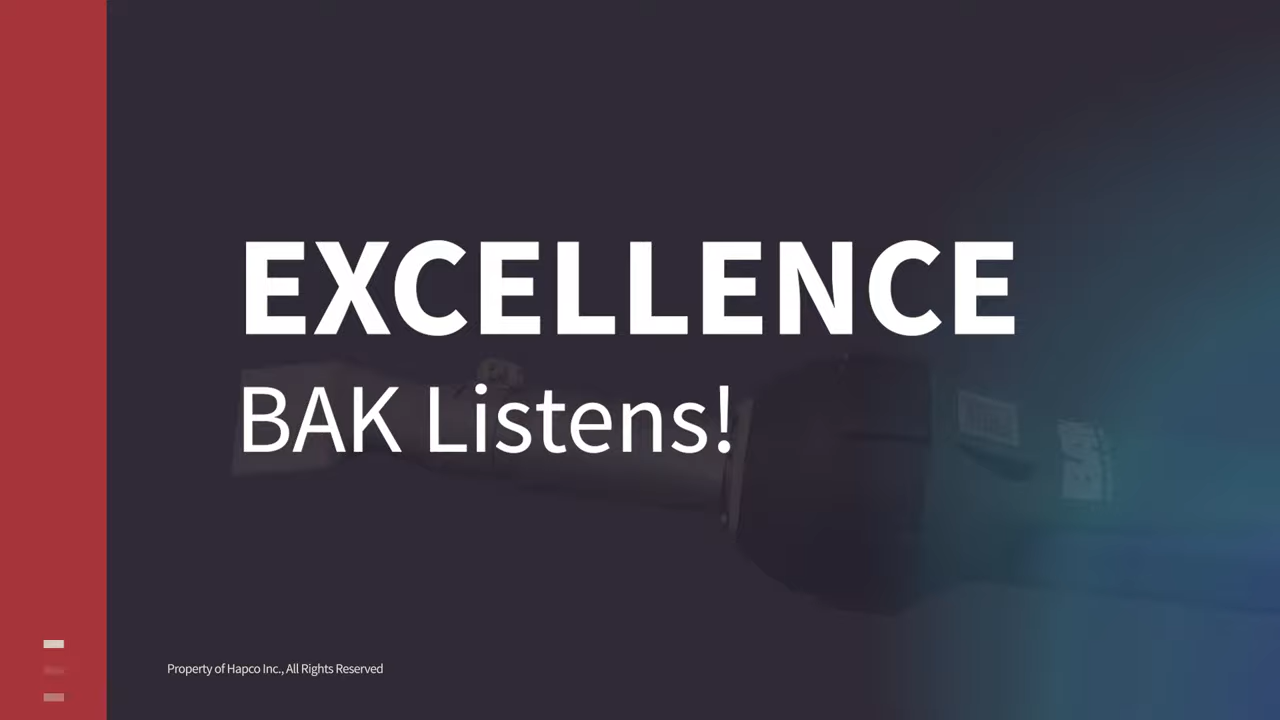 EXCELLENCE
BAK Listens!
Property of Hapco Inc., All Rights Reserved